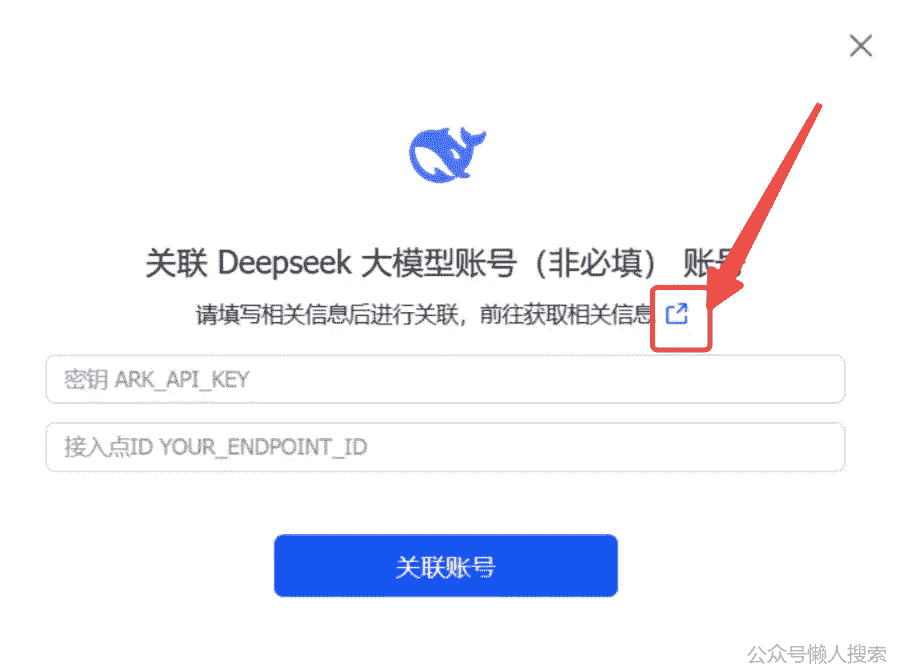 关联 Deepseek 大模型账号（非必填） 账号
请填写相关信息后进行关联，前往获取相关信息
密钥 ARK_API_KEY
接入点ID YOUR_ENDPOINT_ID
关联账号
公众号懒人搜索